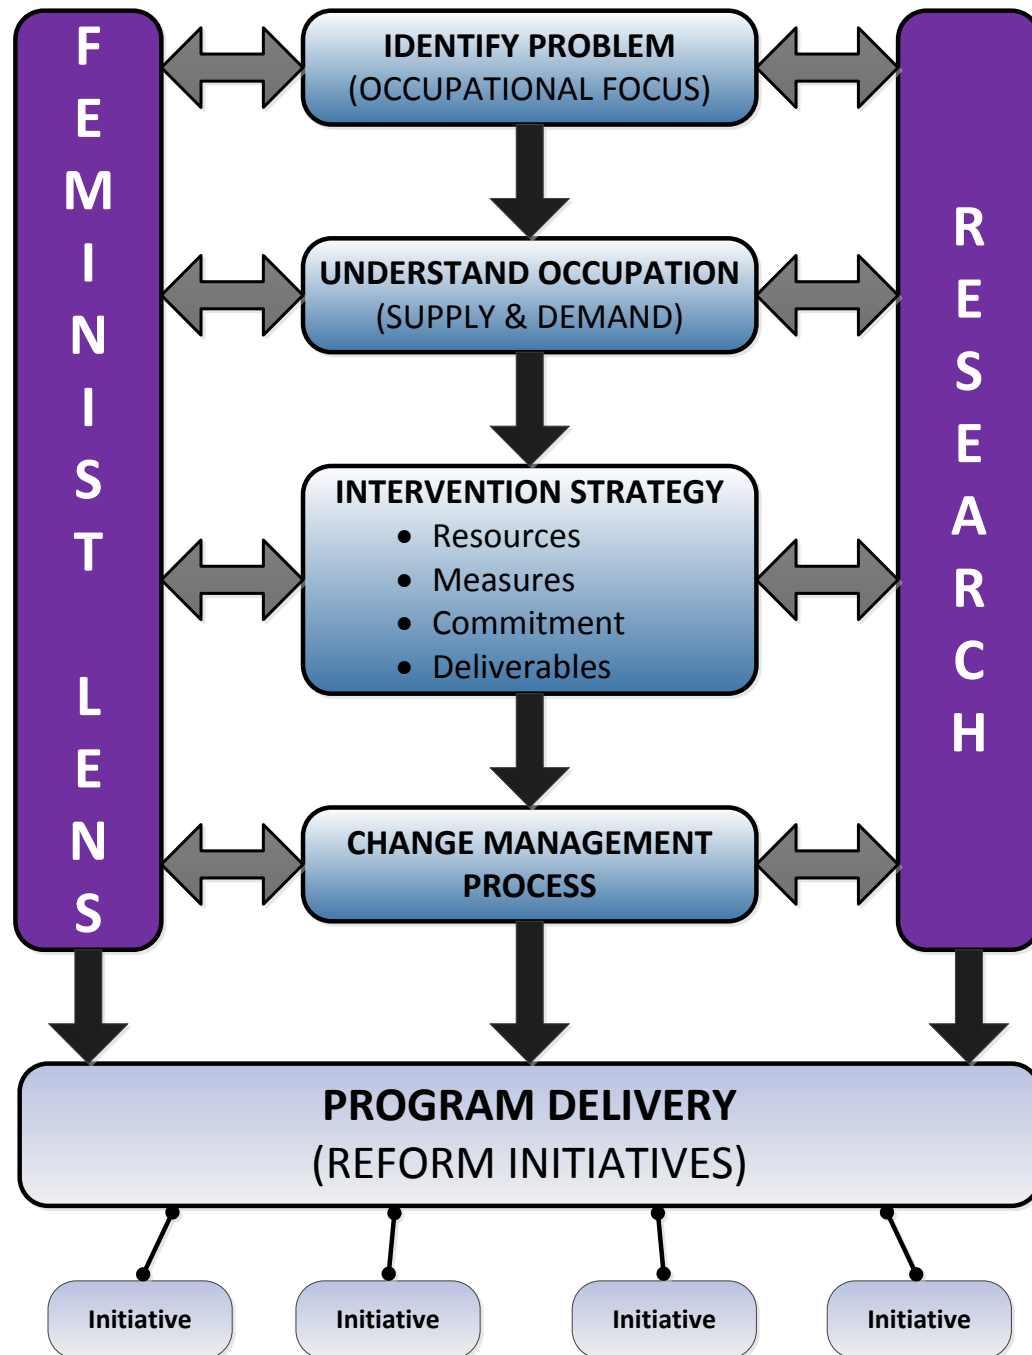 FEMINIST LENS
IDENTIFY PROBLEM
(OCCUPATIONAL FOCUS)
UNDERSTAND OCCUPATION
(SUPPLY & DEMAND)
INTERVENTION STRATEGY
• Resources
• Measures
• Commitment
• Deliverables
CHANGE MANAGEMENT
PROCESS
RESEARCH
PROGRAM DELIVERY
(REFORM INITIATIVES)
Initiative
Initiative
Initiative
Initiative